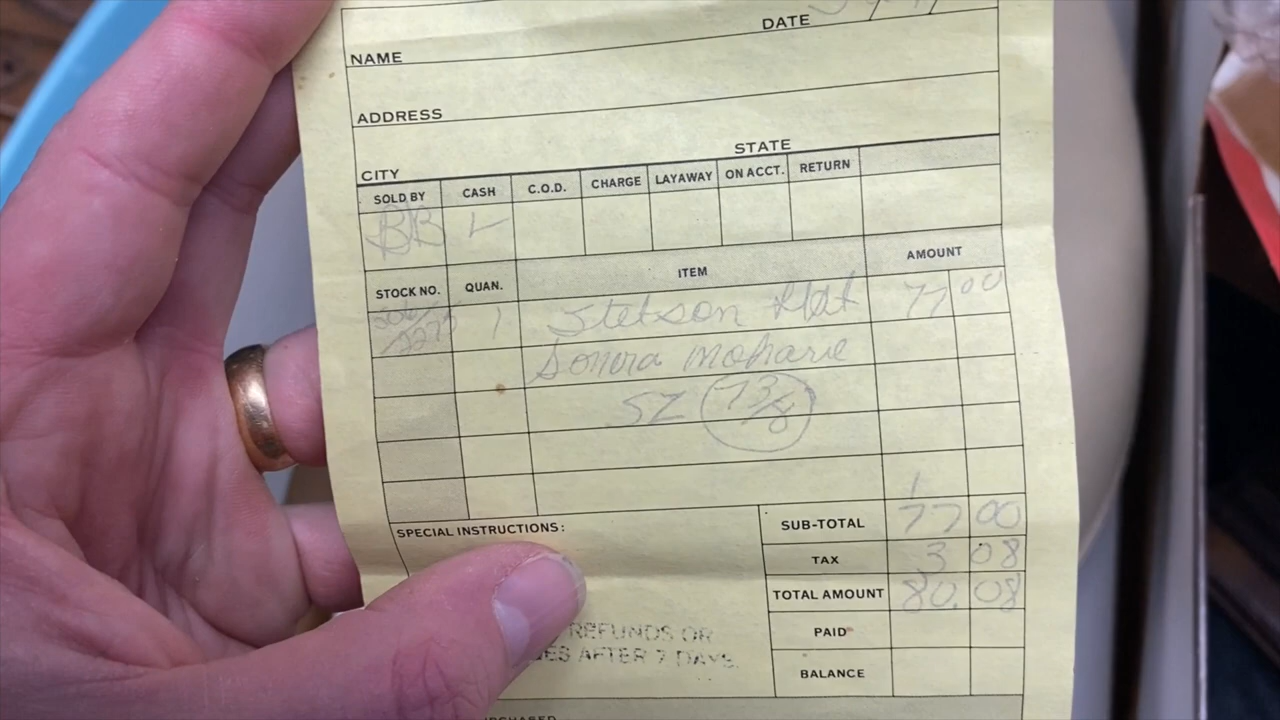 DATE
NAME
ADDRESS
CITY STATE
SOLD BY CASH C.O.D. CHARGE LAYAWAY ON ACCT. RETURN
BB
STOCK NO. QUAN. ITEM AMOUNT
1 Stetson Hat 77 00
Sonora
SZ 7 3/8
SPECIAL INSTRUCTIONS:
SUB-TOTAL 77 00
TAX 3 08
TOTAL AMOUNT 80. 08
PAID
BALANCE
REFUNDS OR
AFTER 7 DAYS.